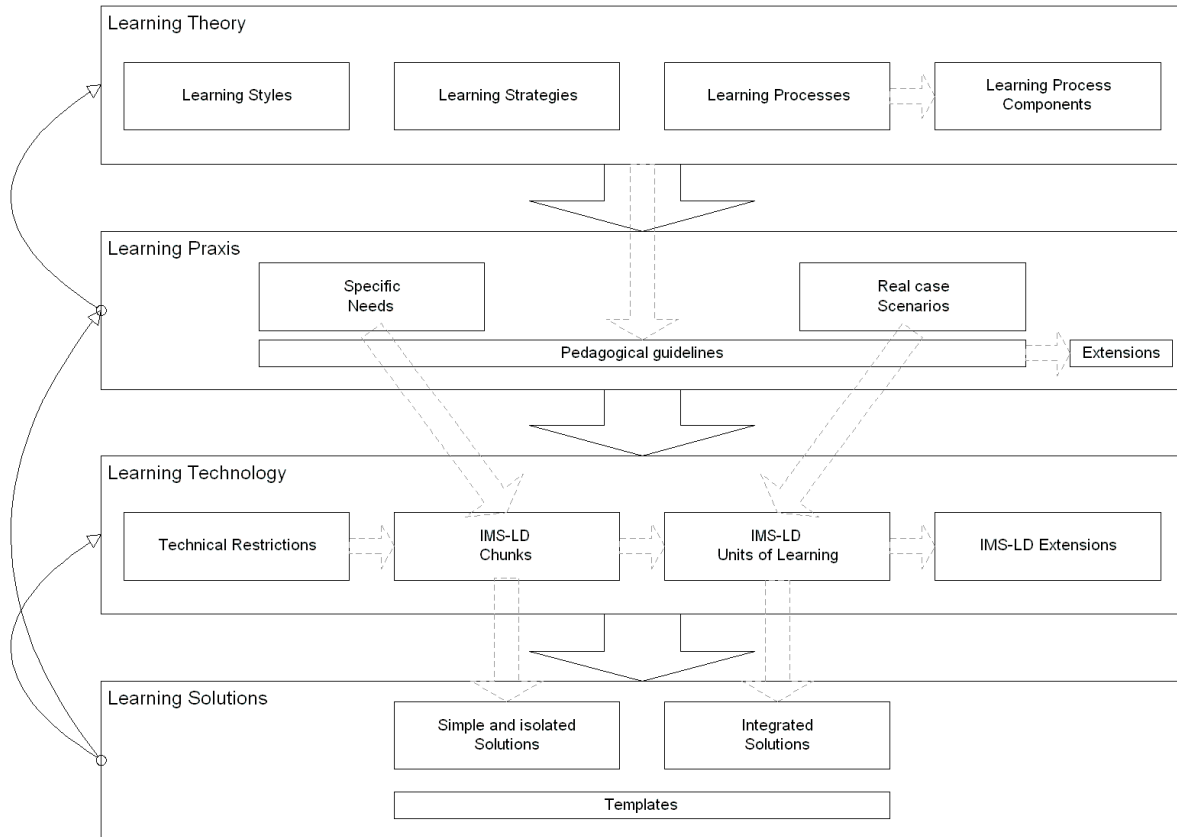 Learning Theory
Learning Styles
Learning Strategies
Learning Processes
Learning Process
Components
Learning Praxis
Specific
Needs
Real case
Scenarios
Pedagogical guidelines
Extensions
Learning Technology
Technical Restrictions
IMS-LD
Chunks
IMS-LD
Units of Learning
IMS-LD Extensions
Learning Solutions
Simple and isolated
Solutions
Integrated
Solutions
Templates